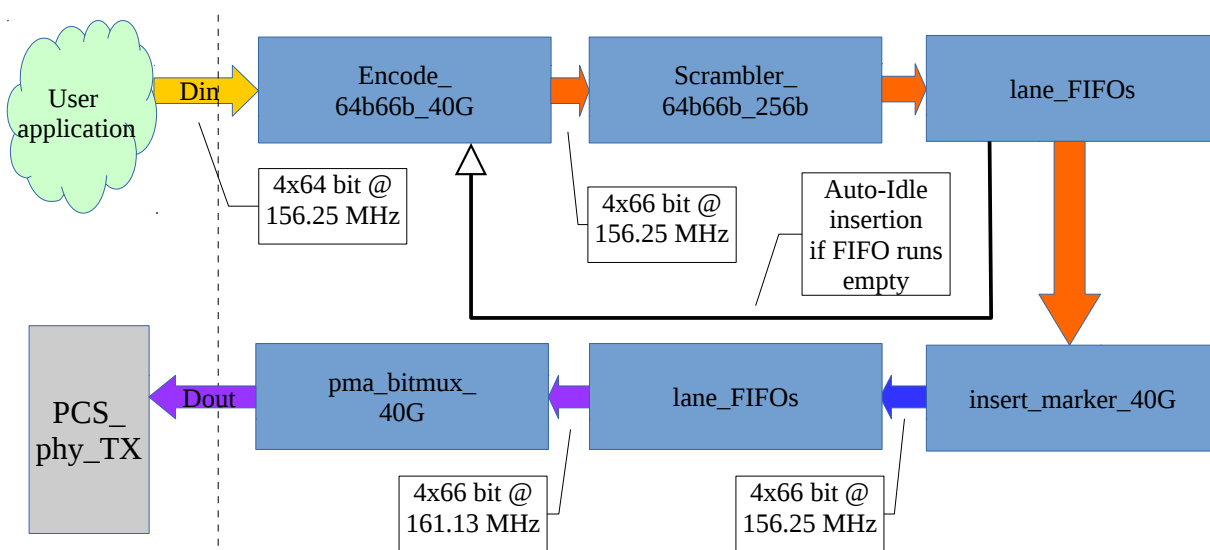 User
application
Din
Encode_
64b66b_40G
Scrambler_
64b66b_256b
lane_FIFOs
4x64 bit @
156.25 MHz
4x66 bit @
156.25 MHz
Auto-Idle
insertion
if FIFO runs
empty
PCS_
phy_TX
Dout
pma_bitmux_
40G
lane_FIFOs
insert_marker_40G
4x66 bit @
161.13 MHz
4x66 bit @
156.25 MHz